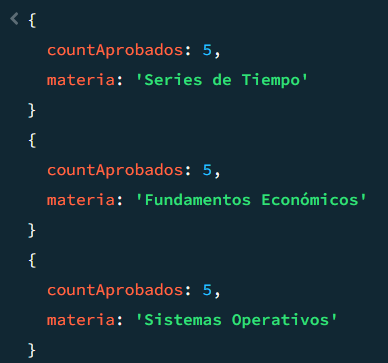 {
countAprobados: 5,
materia: 'Series de Tiempo'
}
{
countAprobados: 5,
materia: 'Fundamentos Económicos'
}
{
countAprobados: 5,
materia: 'Sistemas Operativos'
}